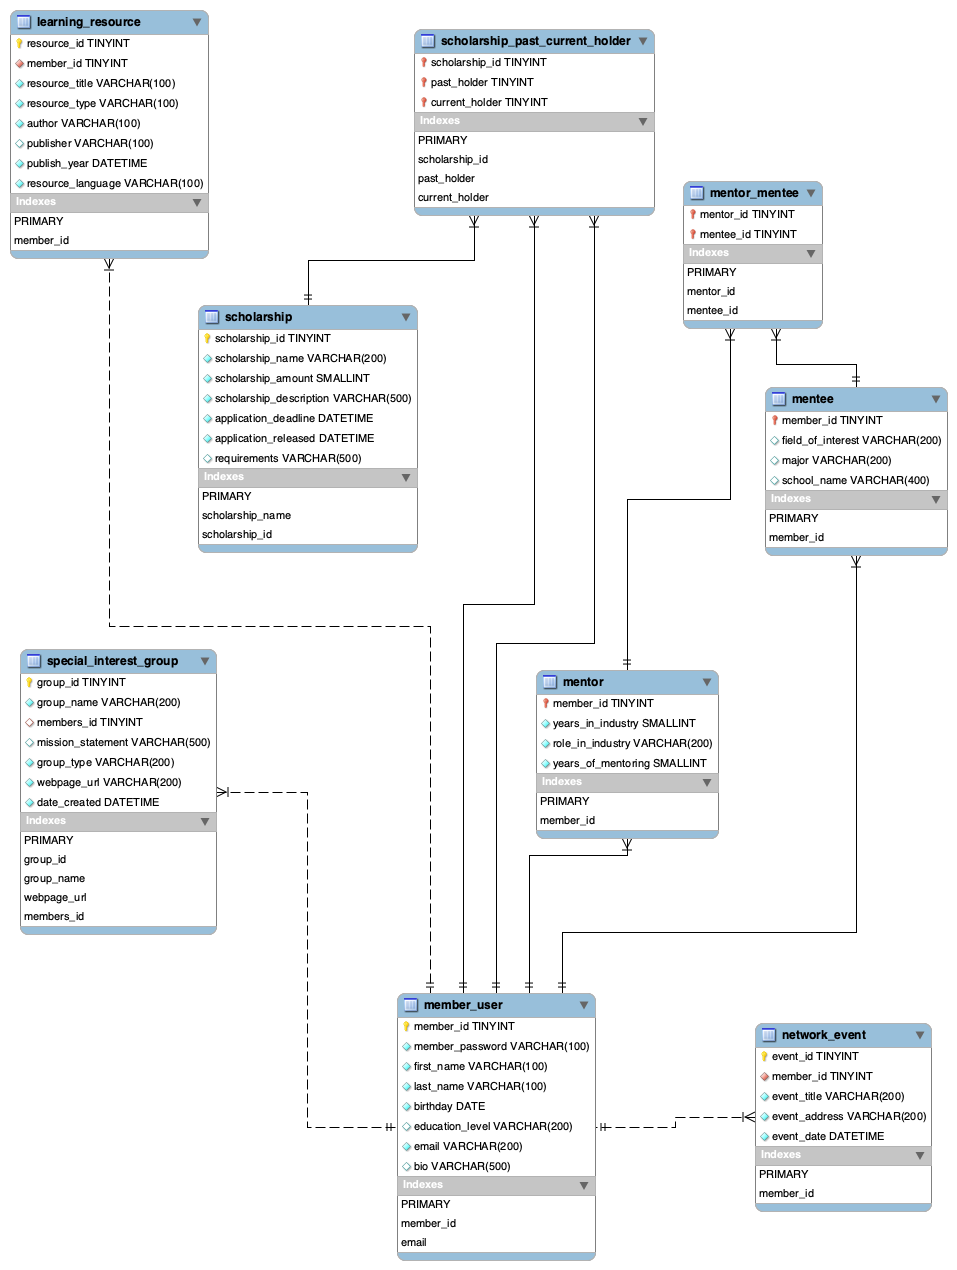 learning_resource
resource_id TINYINT
member_id TINYINT
resource_title VARCHAR(100)
resource_type VARCHAR(100)
author VARCHAR(100)
publisher VARCHAR(100)
publish_year DATETIME
resource_language VARCHAR(100)
Indexes
PRIMARY
member_id
scholarship_past_current_holder
scholarship_id TINYINT
past_holder TINYINT
current_holder TINYINT
Indexes
PRIMARY
scholarship_id
past_holder
current_holder
mentor_mentee
mentor_id TINYINT
mentee_id TINYINT
Indexes
PRIMARY
mentor_id
mentee_id
scholarship
scholarship_id TINYINT
scholarship_name VARCHAR(200)
scholarship_amount SMALLINT
scholarship_description VARCHAR(500)
application_deadline DATETIME
application_released DATETIME
requirements VARCHAR(500)
Indexes
PRIMARY
scholarship_name
scholarship_id
mentee
member_id TINYINT
field_of_interest VARCHAR(200)
major VARCHAR(200)
school_name VARCHAR(400)
Indexes
PRIMARY
member_id
special_interest_group
group_id TINYINT
group_name VARCHAR(200)
members_id TINYINT
mission_statement VARCHAR(500)
group_type VARCHAR(200)
webpage_url VARCHAR(200)
date_created DATETIME
Indexes
PRIMARY
group_id
group_name
webpage_url
members_id
mentor
member_id TINYINT
years_in_industry SMALLINT
role_in_industry VARCHAR(200)
years_of_mentoring SMALLINT
Indexes
PRIMARY
member_id
member_user
member_id TINYINT
member_password VARCHAR(100)
first_name VARCHAR(100)
last_name VARCHAR(100)
birthday DATE
education_level VARCHAR(200)
email VARCHAR(200)
bio VARCHAR(500)
Indexes
PRIMARY
member_id
email
network_event
event_id TINYINT
member_id TINYINT
event_title VARCHAR(200)
event_address VARCHAR(200)
event_date DATETIME
Indexes
PRIMARY
member_id